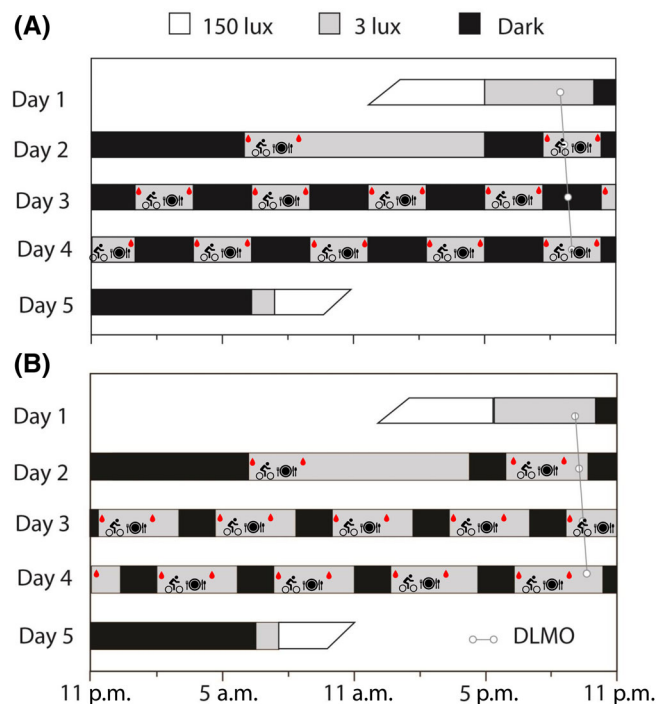 (A)
150 lux 3 lux Dark
Day 1
Day 2
Day 3
Day 4
Day 5
(B)
Day 1
Day 2
Day 3
Day 4
Day 5
DLMO
11 p.m. 5 a.m. 11 a.m. 5 p.m. 11 p.m.